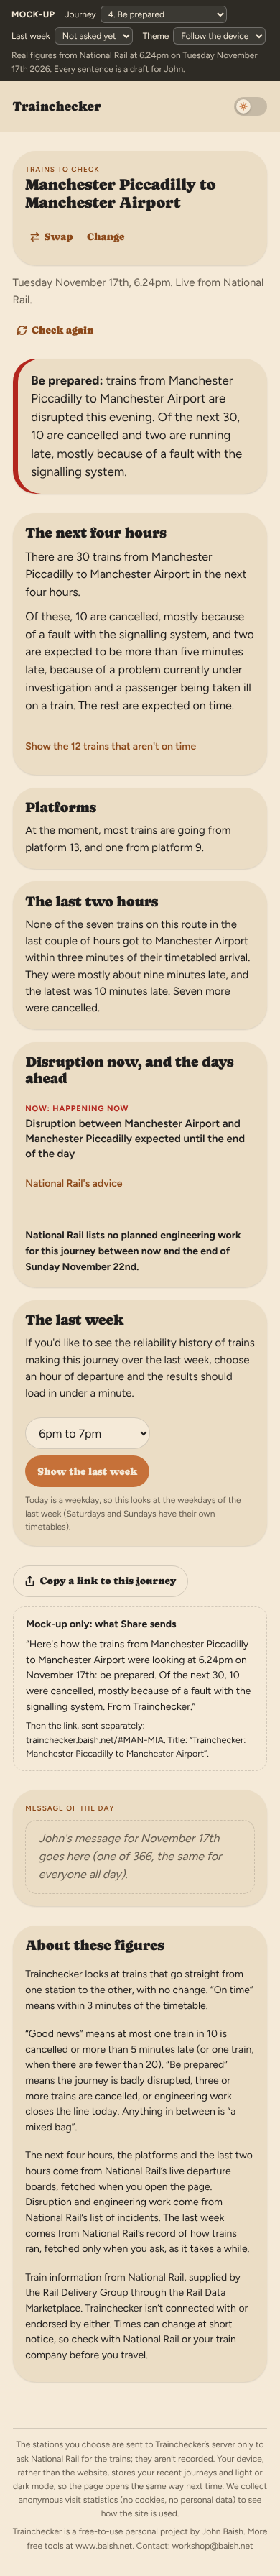 MOCK-UP Journey 4. Be prepared
Last week Not asked yet Theme Follow the device
Real figures from National Rail at 6.24pm on Tuesday November
17th 2026. Every sentence is a draft for John.
Trainchecker
TRAINS TO CHECK
Manchester Piccadilly to
Manchester Airport
Swap Change
Tuesday November 17th, 6.24pm. Live from National
Rail.
Check again
Be prepared: trains from Manchester
Piccadilly to Manchester Airport are
disrupted this evening. Of the next 30,
10 are cancelled and two are running
late, mostly because of a fault with the
signalling system.
The next four hours
There are 30 trains from Manchester
Piccadilly to Manchester Airport in the next
four hours.
Of these, 10 are cancelled, mostly because
of a fault with the signalling system, and two
are expected to be more than five minutes
late, because of a problem currently under
investigation and a passenger being taken ill
on a train. The rest are expected on time.
Show the 12 trains that aren't on time
Platforms
At the moment, most trains are going from
platform 13, and one from platform 9.
The last two hours
None of the seven trains on this route in the
last couple of hours got to Manchester Airport
within three minutes of their timetabled arrival.
They were mostly about nine minutes late, and
the latest was 10 minutes late. Seven more
were cancelled.
Disruption now, and the days
ahead
NOW: HAPPENING NOW
Disruption between Manchester Airport and
Manchester Piccadilly expected until the end
of the day
National Rail's advice
National Rail lists no planned engineering work
for this journey between now and the end of
Sunday November 22nd.
The last week
If you'd like to see the reliability history of trains
making this journey over the last week, choose
an hour of departure and the results should
load in under a minute.
6pm to 7pm
Show the last week
Today is a weekday, so this looks at the weekdays of the
last week (Saturdays and Sundays have their own
timetables).
Copy a link to this journey
Mock-up only: what Share sends
“Here's how the trains from Manchester Piccadilly
to Manchester Airport were looking at 6.24pm on
November 17th: be prepared. Of the next 30, 10
were cancelled, mostly because of a fault with the
signalling system. From Trainchecker.”
Then the link, sent separately:
trainchecker.baish.net/#MAN-MIA. Title: “Trainchecker:
Manchester Piccadilly to Manchester Airport”.
MESSAGE OF THE DAY
John's message for November 17th
goes here (one of 366, the same for
everyone all day).
About these figures
Trainchecker looks at trains that go straight from
one station to the other, with no change. “On time”
means within 3 minutes of the timetable.
“Good news” means at most one train in 10 is
cancelled or more than 5 minutes late (or one train,
when there are fewer than 20). “Be prepared”
means the journey is badly disrupted, three or
more trains are cancelled, or engineering work
closes the line today. Anything in between is “a
mixed bag”.
The next four hours, the platforms and the last two
hours come from National Rail's live departure
boards, fetched when you open the page.
Disruption and engineering work come from
National Rail's list of incidents. The last week
comes from National Rail's record of how trains
ran, fetched only when you ask, as it takes a while.
Train information from National Rail, supplied by
the Rail Delivery Group through the Rail Data
Marketplace. Trainchecker isn't connected with or
endorsed by either. Times can change at short
notice, so check with National Rail or your train
company before you travel.
The stations you choose are sent to Trainchecker's server only to
ask National Rail for the trains; they aren't recorded. Your device,
rather than the website, stores your recent journeys and light or
dark mode, so the page opens the same way next time. We collect
anonymous visit statistics (no cookies, no personal data) to see
how the site is used.
Trainchecker is a free-to-use personal project by John Baish. More
free tools at www.baish.net. Contact: workshop@baish.net